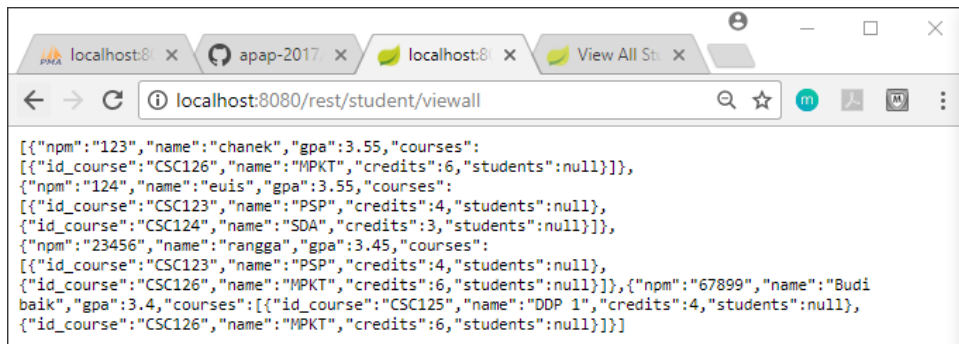 localhost:8
apap-2017
localhost:8
View All Stu
localhost:8080/rest/student/viewall
[{"npm":"123","name":"chanek","gpa":3.55,"courses":
[{"id_course":"CSC126","name":"MPKT","credits":6,"students":null}]},
{"npm":"124","name":"euis","gpa":3.55,"courses":
[{"id_course":"CSC123","name":"PSP","credits":4,"students":null},
{"id_course":"CSC124","name":"SDA","credits":3,"students":null}]},
{"npm":"23456","name":"rangga","gpa":3.45,"courses":
[{"id_course":"CSC123","name":"PSP","credits":4,"students":null},
{"id_course":"CSC126","name":"MPKT","credits":6,"students":null}]},{"npm":"67899","name":"Budi
baik","gpa":3.4,"courses":[{"id_course":"CSC125","name":"DDP 1","credits":4,"students":null},
{"id_course":"CSC126","name":"MPKT","credits":6,"students":null}]}]